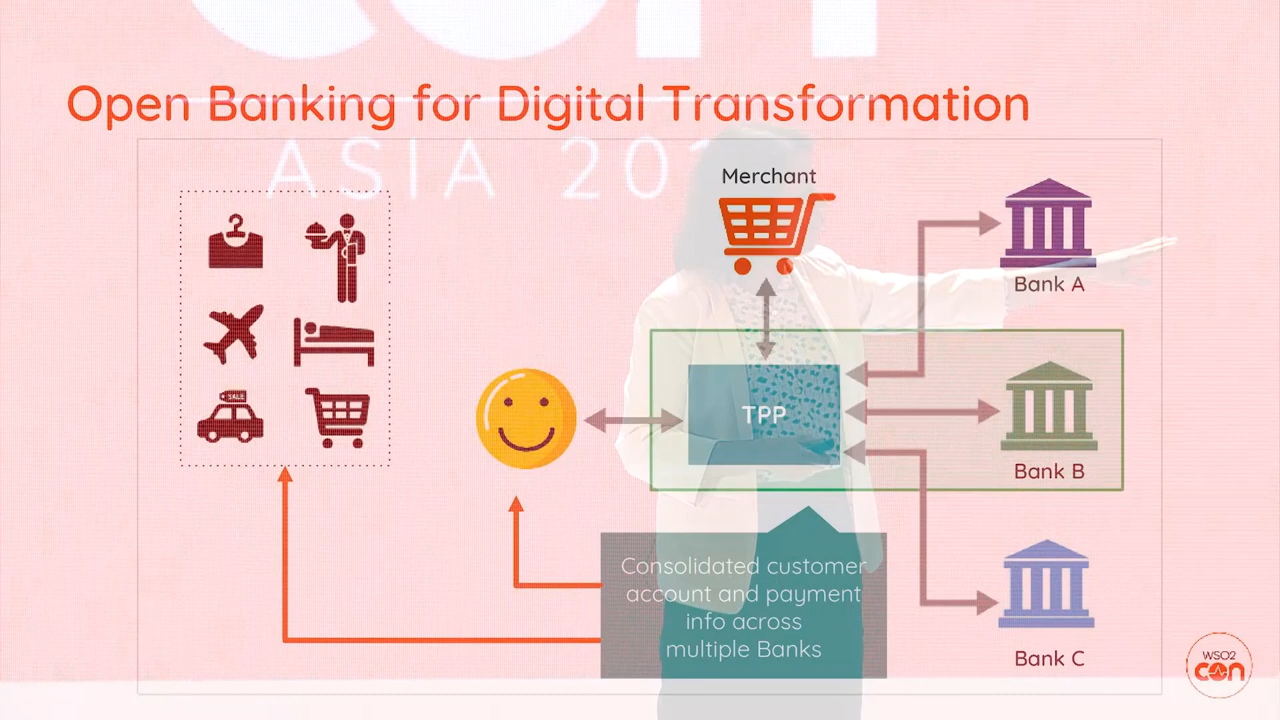 Open Banking for Digital Transformation
ASIA 20
Merchant
Bank A
SALE
TPP
Bank B
Consolidated customer
account and payment
info across
multiple Banks
Bank C
WSO2
con